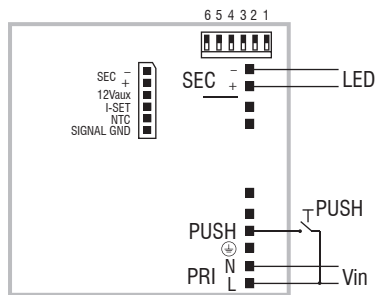 6 5 4 3 2 1
SEC – LED
SEC +
–
+
12Vaux
I-SET
NTC
SIGNAL GND
PUSH
PUSH
N
PRI
L
Vin